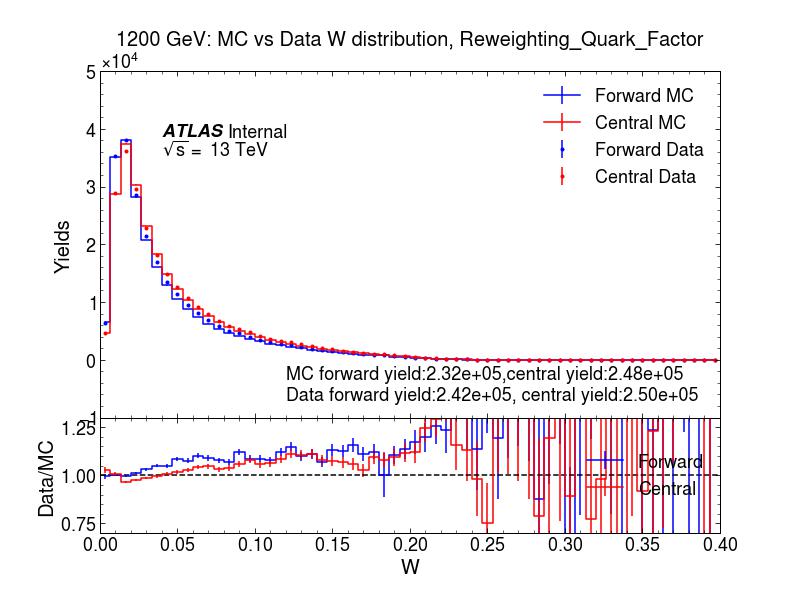 1200 GeV: MC vs Data W distribution, Reweighting_Quark_Factor
×10⁴
5
4
3
2
1
0
−1
Yields
ATLAS Internal
√s = 13 TeV
Forward MC
Central MC
Forward Data
Central Data
MC forward yield:2.32e+05,central yield:2.48e+05
Data forward yield:2.42e+05, central yield:2.50e+05
1.25
1.00
0.75
Data/MC
Forward
Central
0.00 0.05 0.10 0.15 0.20 0.25 0.30 0.35 0.40
W